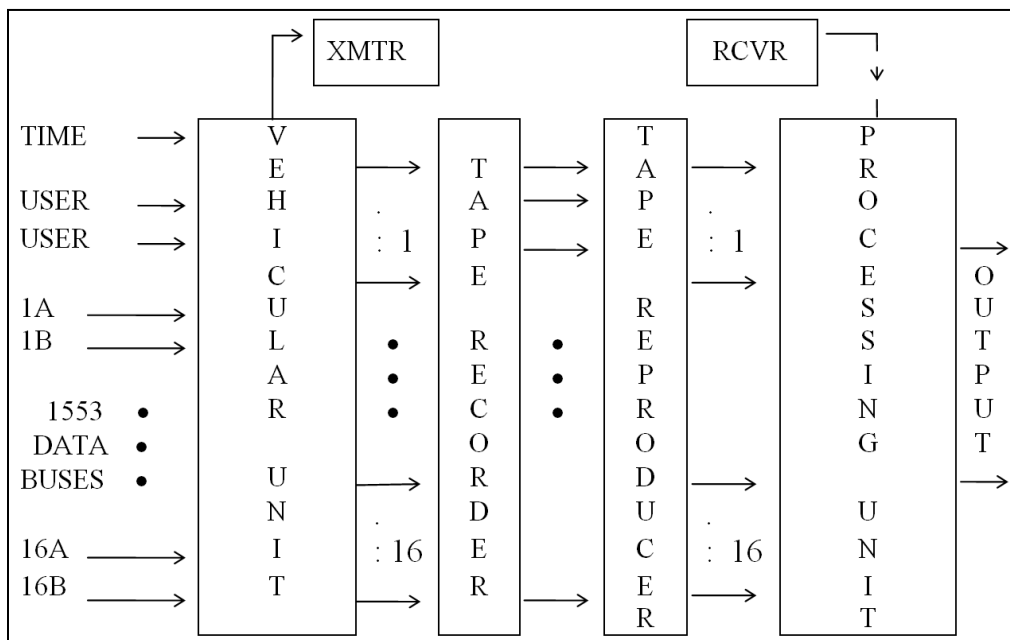 XMTR
RCVR
TIME
USER
USER
1A
1B
1553
DATA
BUSES
16A
16B
VEHICULAR UNIT
: 1
: 16
TAPE RECORDER
TAPE REPRODUCER
: 1
: 16
PROCESSING UNIT
OUTPUT